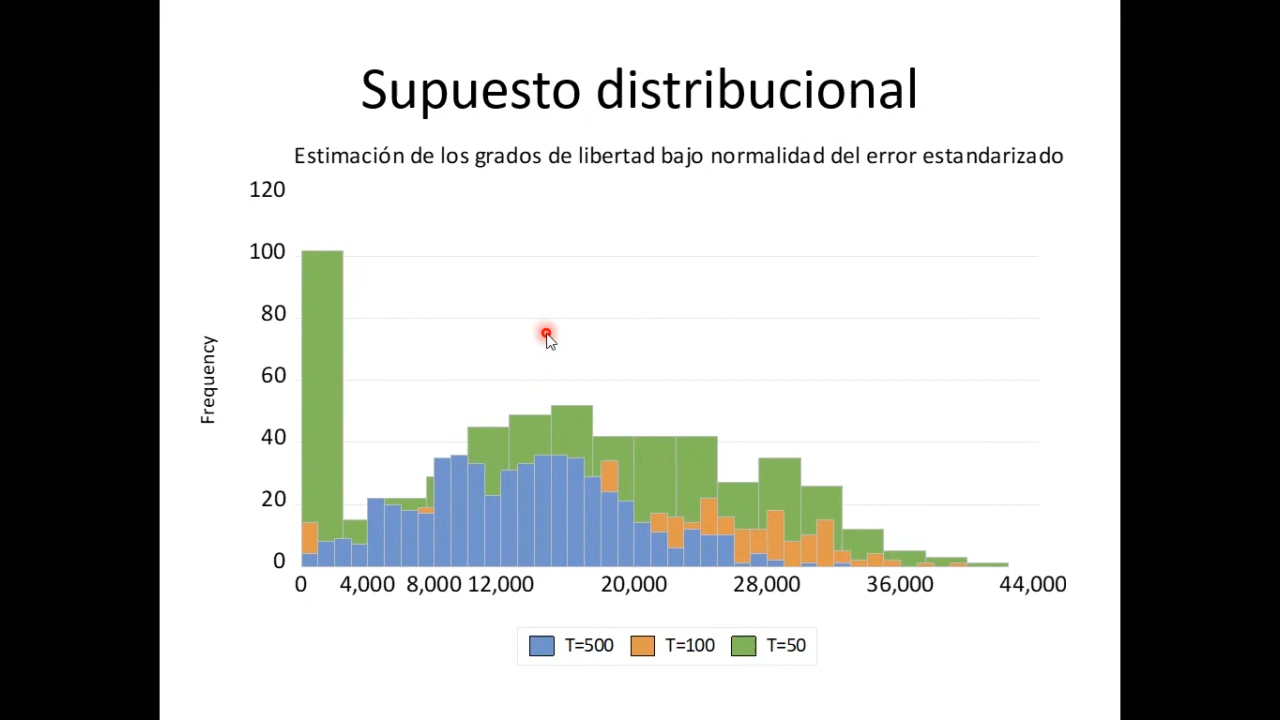 Supuesto distribucional
Estimación de los grados de libertad bajo normalidad del error estandarizado
120
100
80
60
40
20
0
Frequency
0 4,000 8,000 12,000 20,000 28,000 36,000 44,000
T=500 T=100 T=50